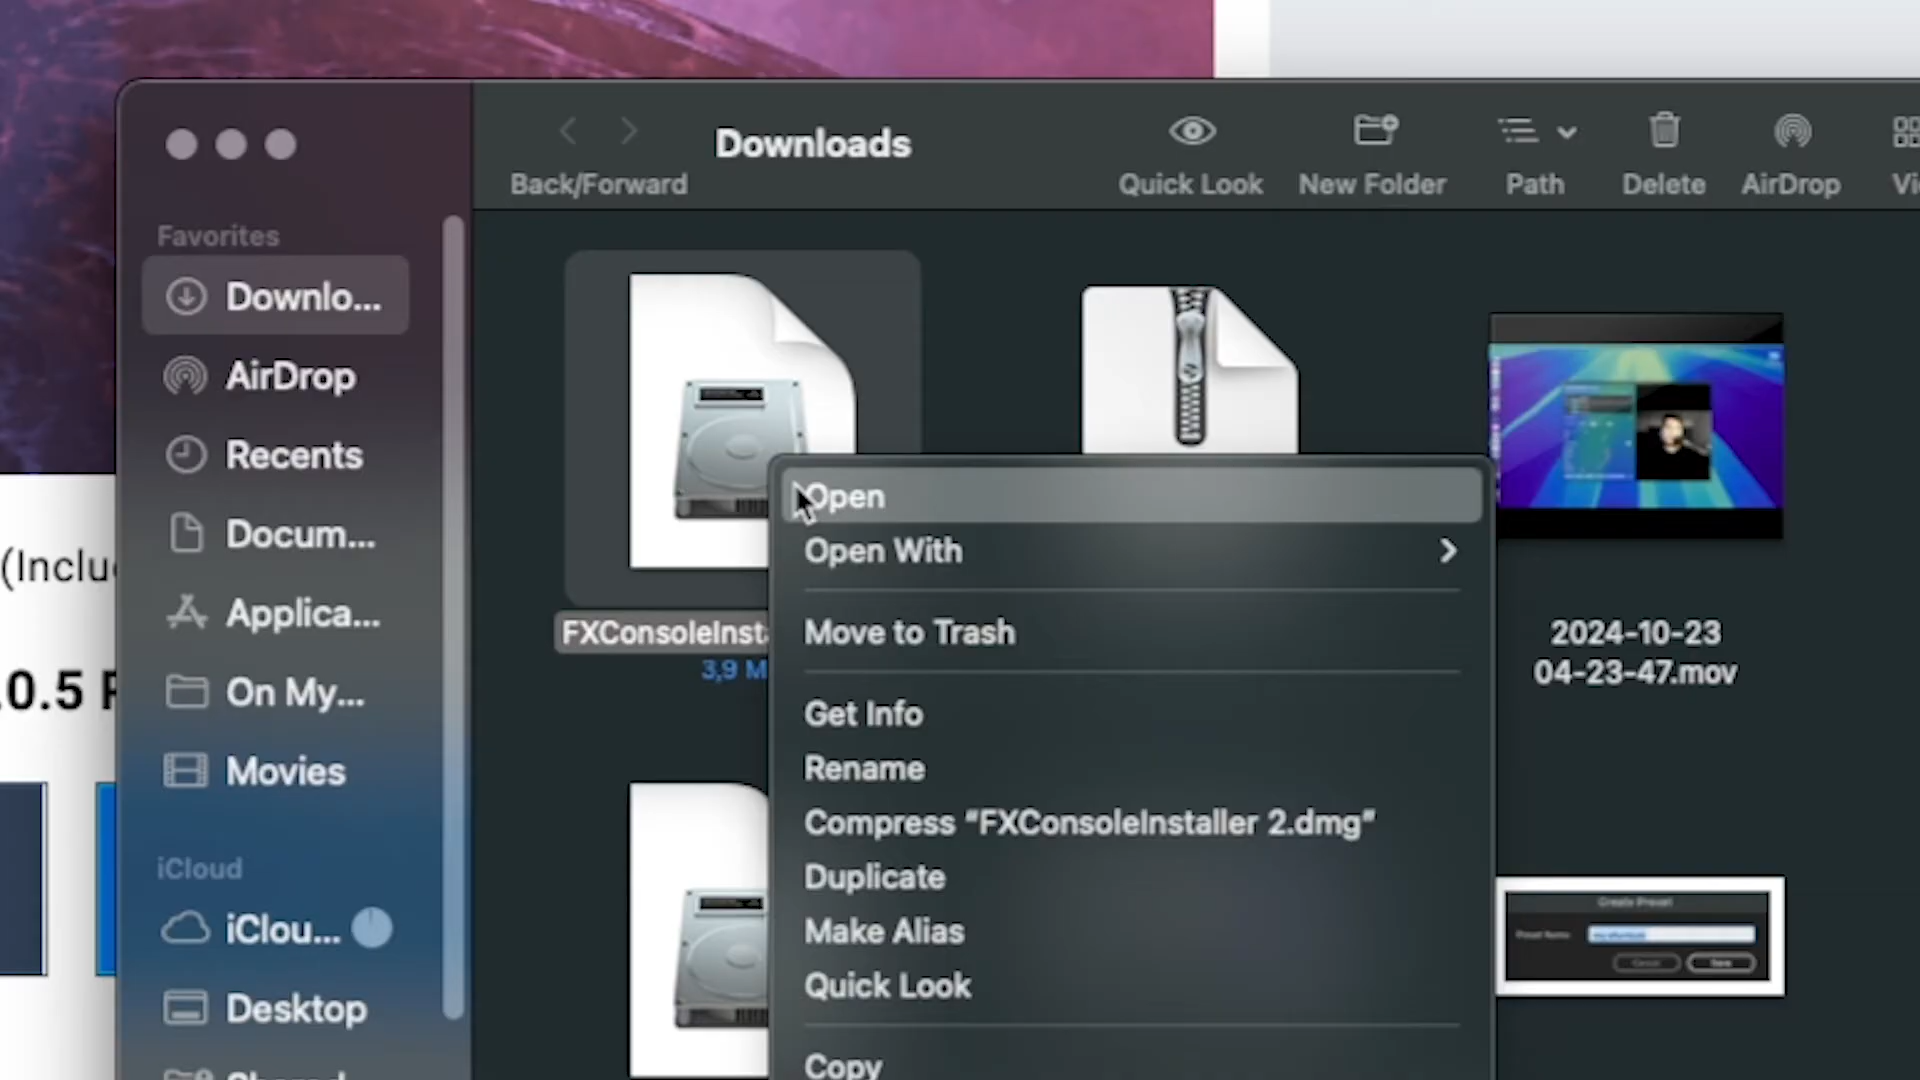 Back/Forward
Downloads
Quick Look
New Folder
Path
Delete
AirDrop
Favorites
Downlo...
AirDrop
Recents
Docum...
Applica...
On My...
Movies
iCloud
iClou...
Desktop
FXConsoleInst
3,9 M
Open
Open With
Move to Trash
Get Info
Rename
Compress "FXConsoleInstaller 2.dmg"
Duplicate
Make Alias
Quick Look
Copy
2024-10-23
04-23-47.mov
Create Preset
(Inclu
.0.5